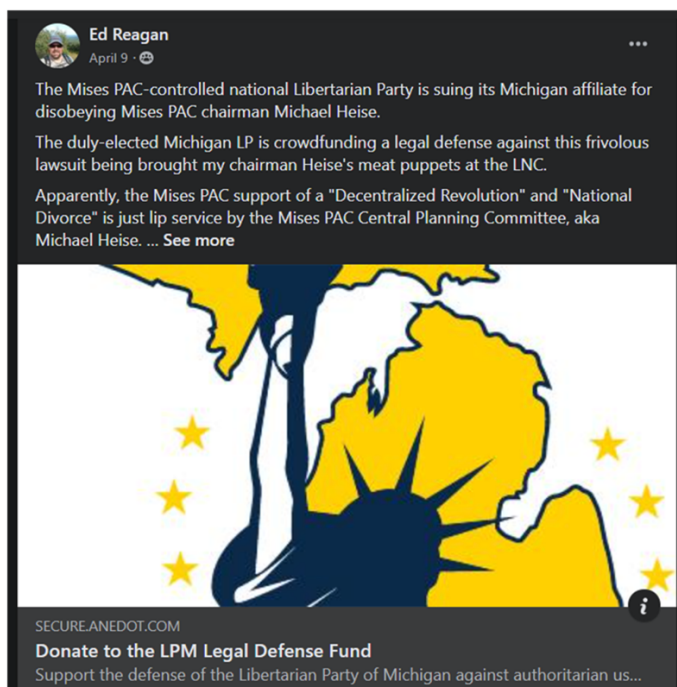 Ed Reagan
April 9 ·
The Mises PAC-controlled national Libertarian Party is suing its Michigan affiliate for
disobeying Mises PAC chairman Michael Heise.
The duly-elected Michigan LP is crowdfunding a legal defense against this frivolous
lawsuit being brought my chairman Heise's meat puppets at the LNC.
Apparently, the Mises PAC support of a "Decentralized Revolution" and "National
Divorce" is just lip service by the Mises PAC Central Planning Committee, aka
Michael Heise. ... See more
i
SECURE.ANEDOT.COM
Donate to the LPM Legal Defense Fund
Support the defense of the Libertarian Party of Michigan against authoritarian us...